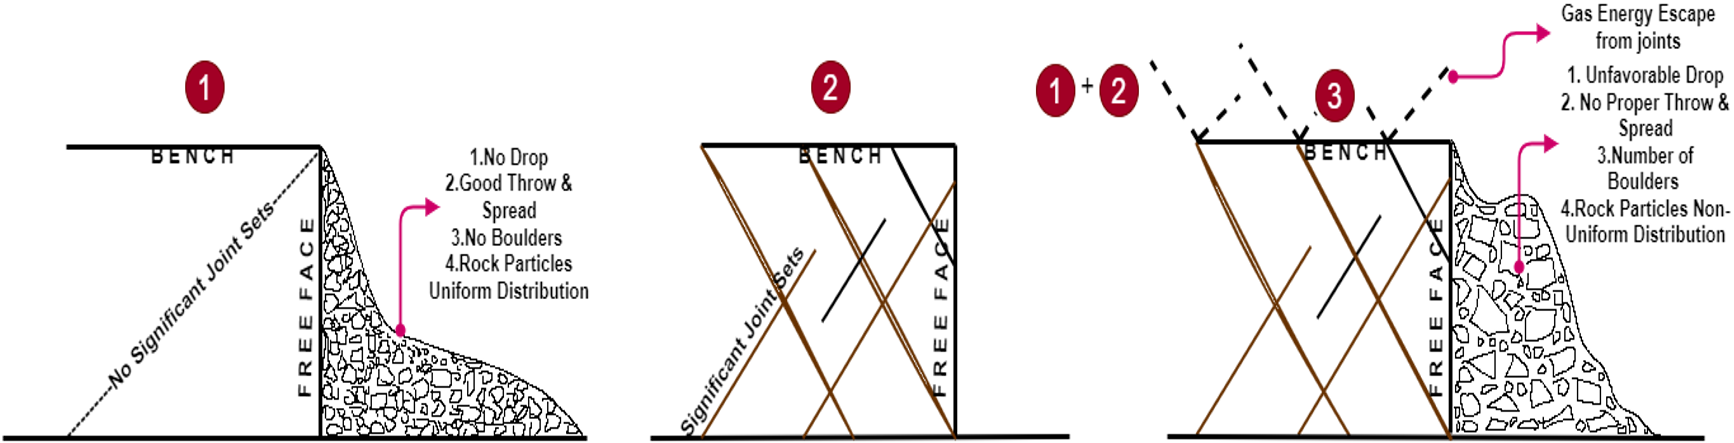 1
BENCH
No Significant Joint Sets
FREE FACE
1.No Drop
2.Good Throw &
Spread
3.No Boulders
4.Rock Particles
Uniform Distribution
2
BENCH
Significant Joint Sets
FREE FACE
1 + 2
3
BENCH
FREE FACE
Gas Energy Escape
from joints
1. Unfavorable Drop
2. No Proper Throw &
Spread
3.Number of
Boulders
4.Rock Particles Non-
Uniform Distribution